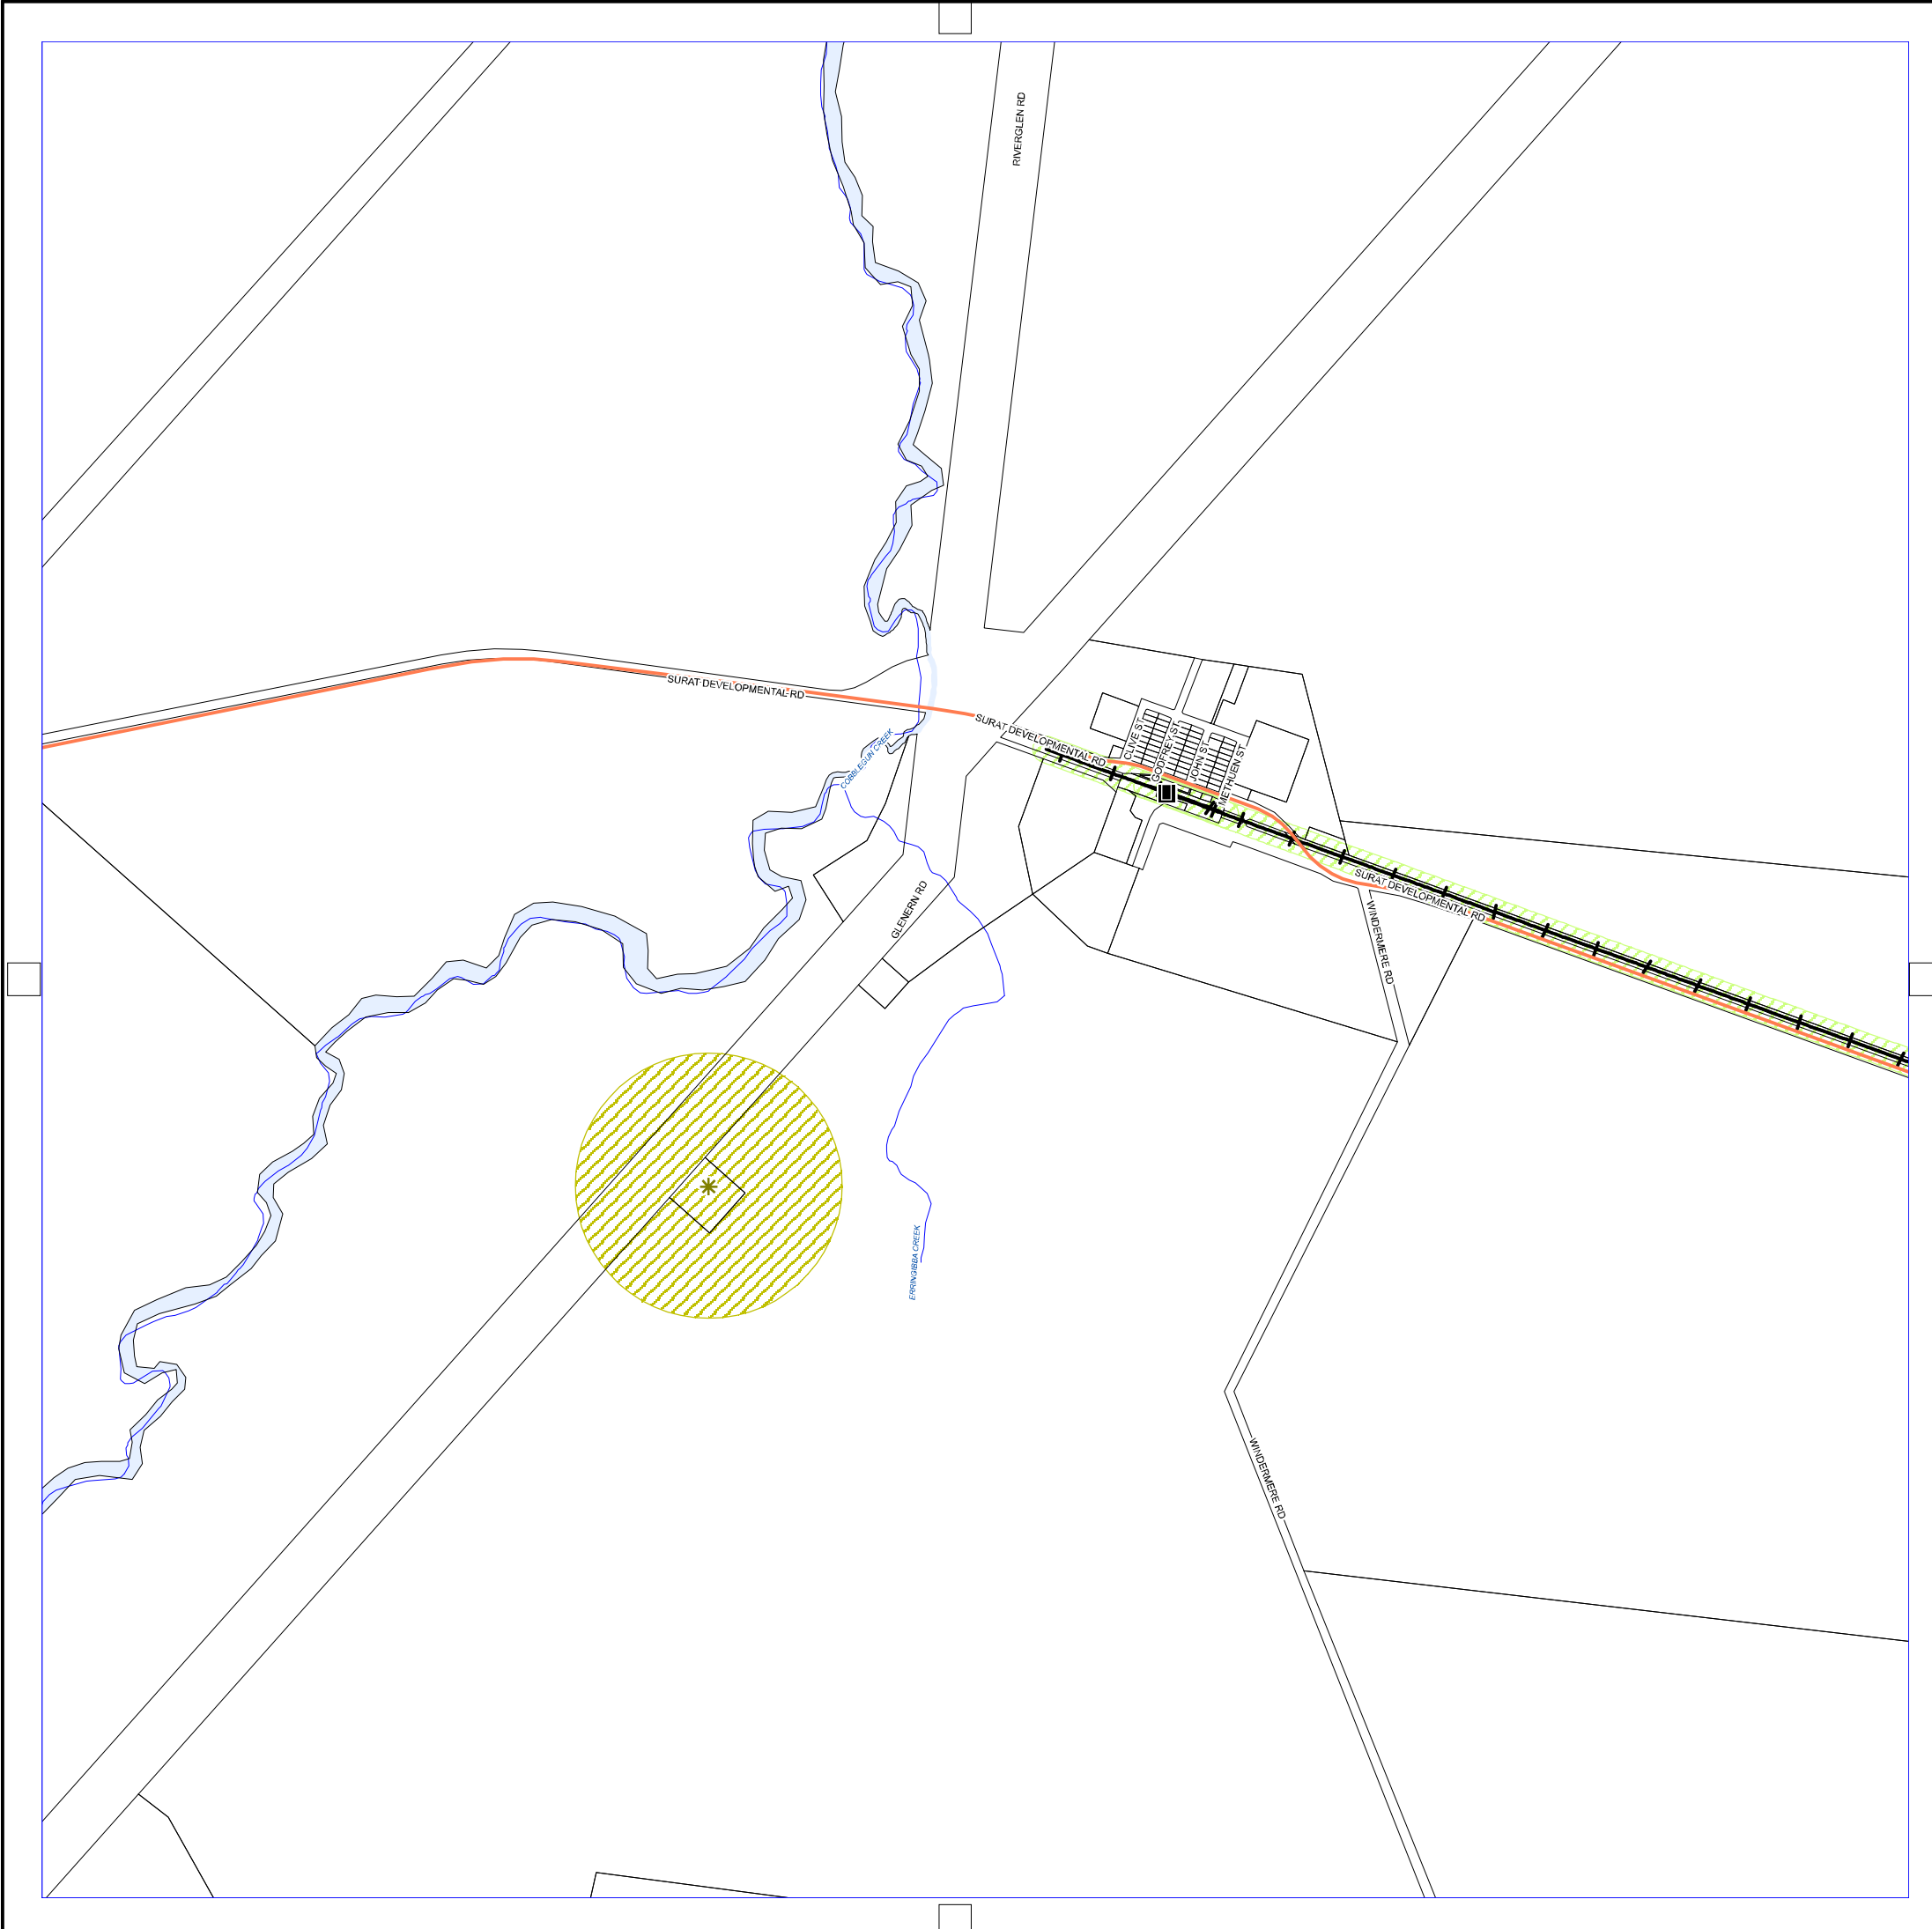 RIVERGLEN RD
SURAT DEVELOPMENTAL RD
SURAT DEVELOPMENTAL RD
CLIVE ST
GODFREY ST
JOHN ST
METHUEN ST
COBBLEGUN CREEK
GLENERN RD
SURAT DEVELOPMENTAL RD
WINDERMERE RD
ERRINGIBBA CREEK
WINDERMERE RD